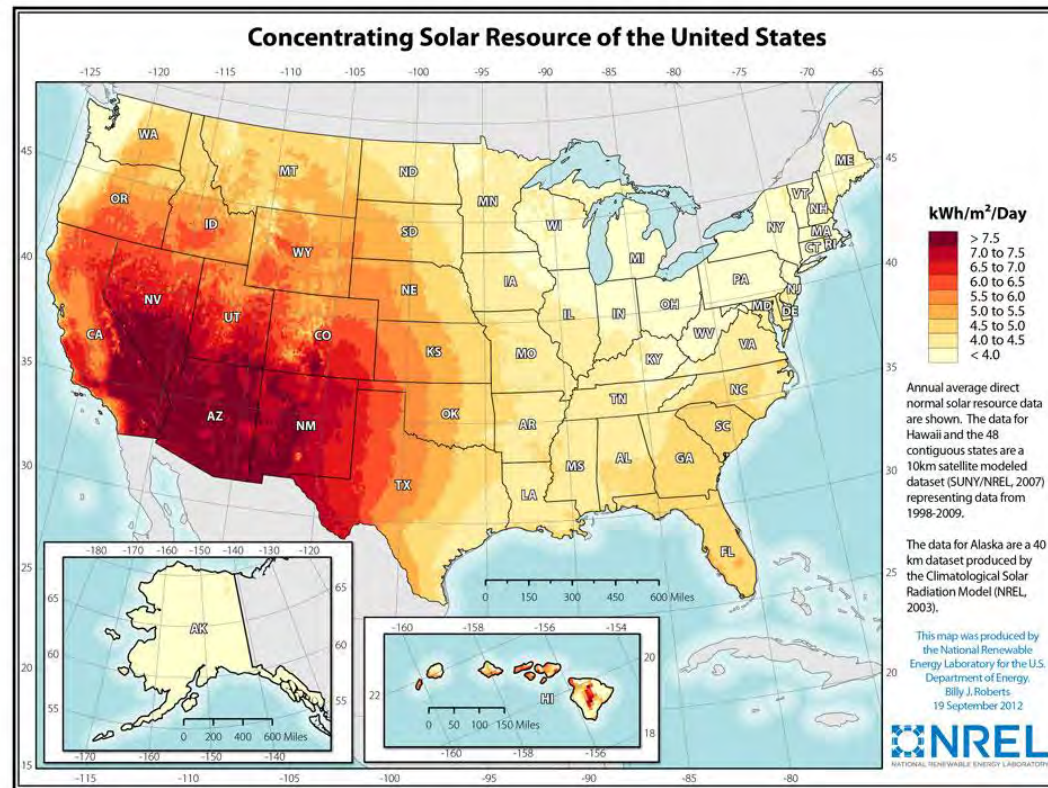 Concentrating Solar Resource of the United States
-125 -120 -115 -110 -105 -100 -95 -90 -85 -80 -75 -70 -65
45
40
35
30
25
20
15
45
40
35
30
25
20
-115 -110 -105 -100 -95 -90 -85 -80
WA
OR
CA
NV
ID
MT
WY
UT
CO
AZ
NM
ND
SD
NE
KS
OK
TX
MN
IA
MO
AR
LA
WI
IL
MI
IN
OH
KY
TN
MS
AL
GA
FL
SC
NC
VA
WV
PA
NY
VT
NH
ME
MA
CT
RI
NJ
DE
MD
0 150 300 450 600 Miles
-180 -170 -160 -150 -140 -130 -120
65
60
55
65
60
55
AK
0 200 400 600 Miles
-170 -160 -150 -140
-160 -158 -156 -154
22
20
18
HI
0 50 100 150 Miles
-160 -158 -156
kWh/m²/Day
> 7.5
7.0 to 7.5
6.5 to 7.0
6.0 to 6.5
5.5 to 6.0
5.0 to 5.5
4.5 to 5.0
4.0 to 4.5
< 4.0
Annual average direct
normal solar resource data
are shown. The data for
Hawaii and the 48
contiguous states are a
10km satellite modeled
dataset (SUNY/NREL, 2007)
representing data from
1998-2009.
The data for Alaska are a 40
km dataset produced by
the Climatological Solar
Radiation Model (NREL,
2003).
This map was produced by
the National Renewable
Energy Laboratory for the U.S.
Department of Energy.
Billy J. Roberts
19 September 2012
NREL
NATIONAL RENEWABLE ENERGY LABORATORY